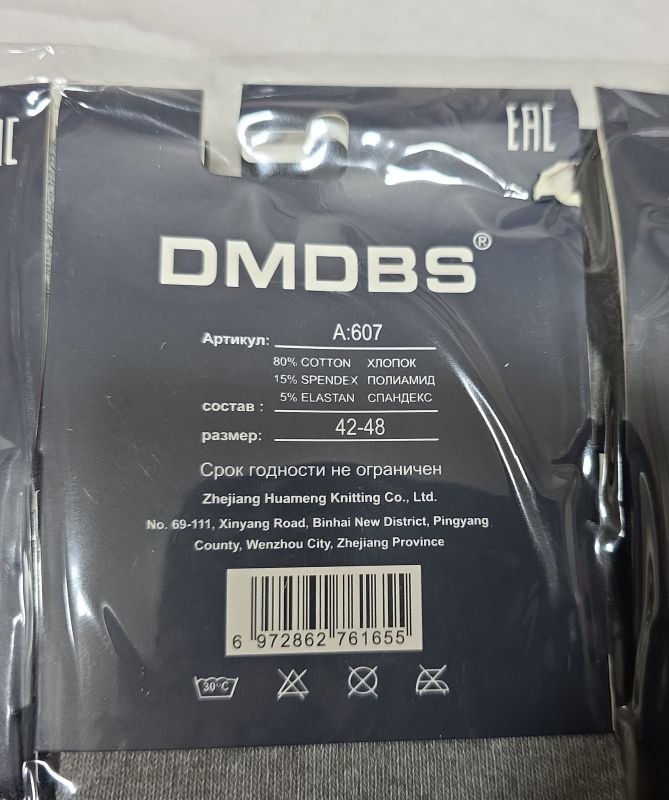 EAC
DMDBS®
Артикул: A:607
80% COTTON ХЛОПОК
15% SPENDEX ПОЛИАМИД
состав : 5% ELASTAN СПАНДЕКС
размер: 42-48
Срок годности не ограничен
Zhejiang Huameng Knitting Co., Ltd.
No. 69-111, Xinyang Road, Binhai New District, Pingyang
County, Wenzhou City, Zhejiang Province
6 972862 761655
30°C